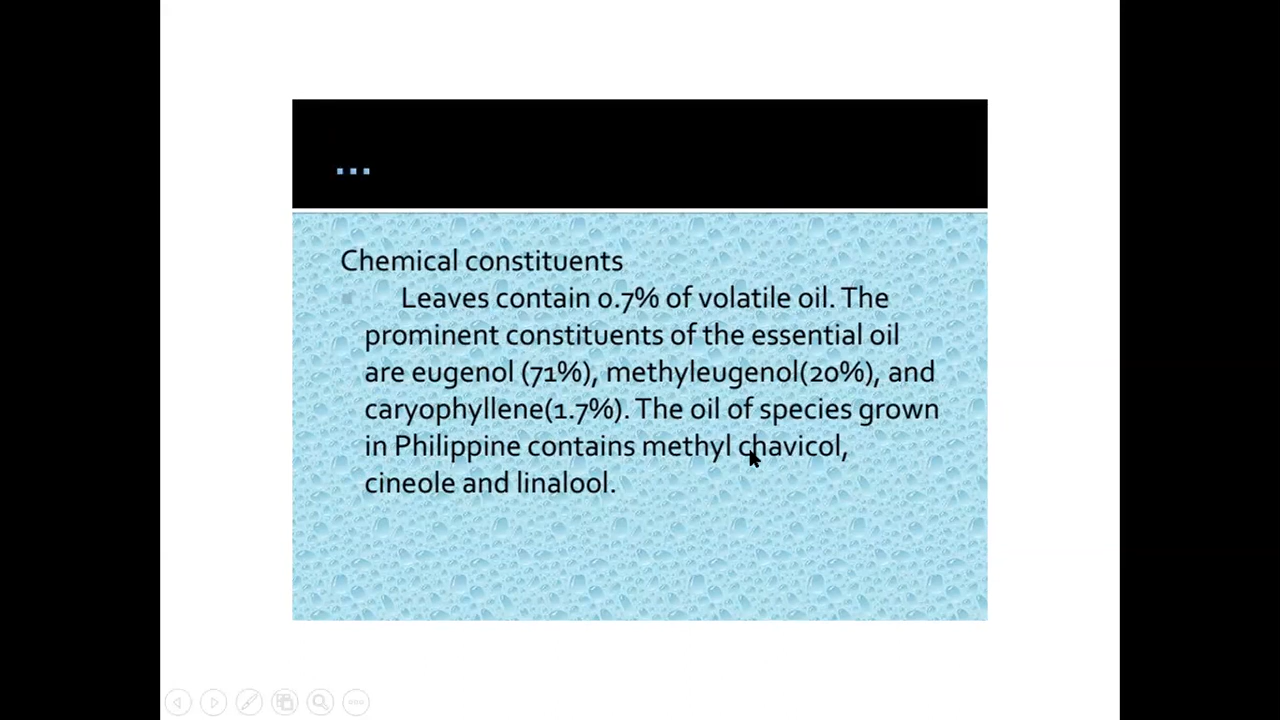 ...
Chemical constituents
Leaves contain 0.7% of volatile oil. The
prominent constituents of the essential oil
are eugenol (71%), methyleugenol(20%), and
caryophyllene(1.7%). The oil of species grown
in Philippine contains methyl chavicol,
cineole and linalool.